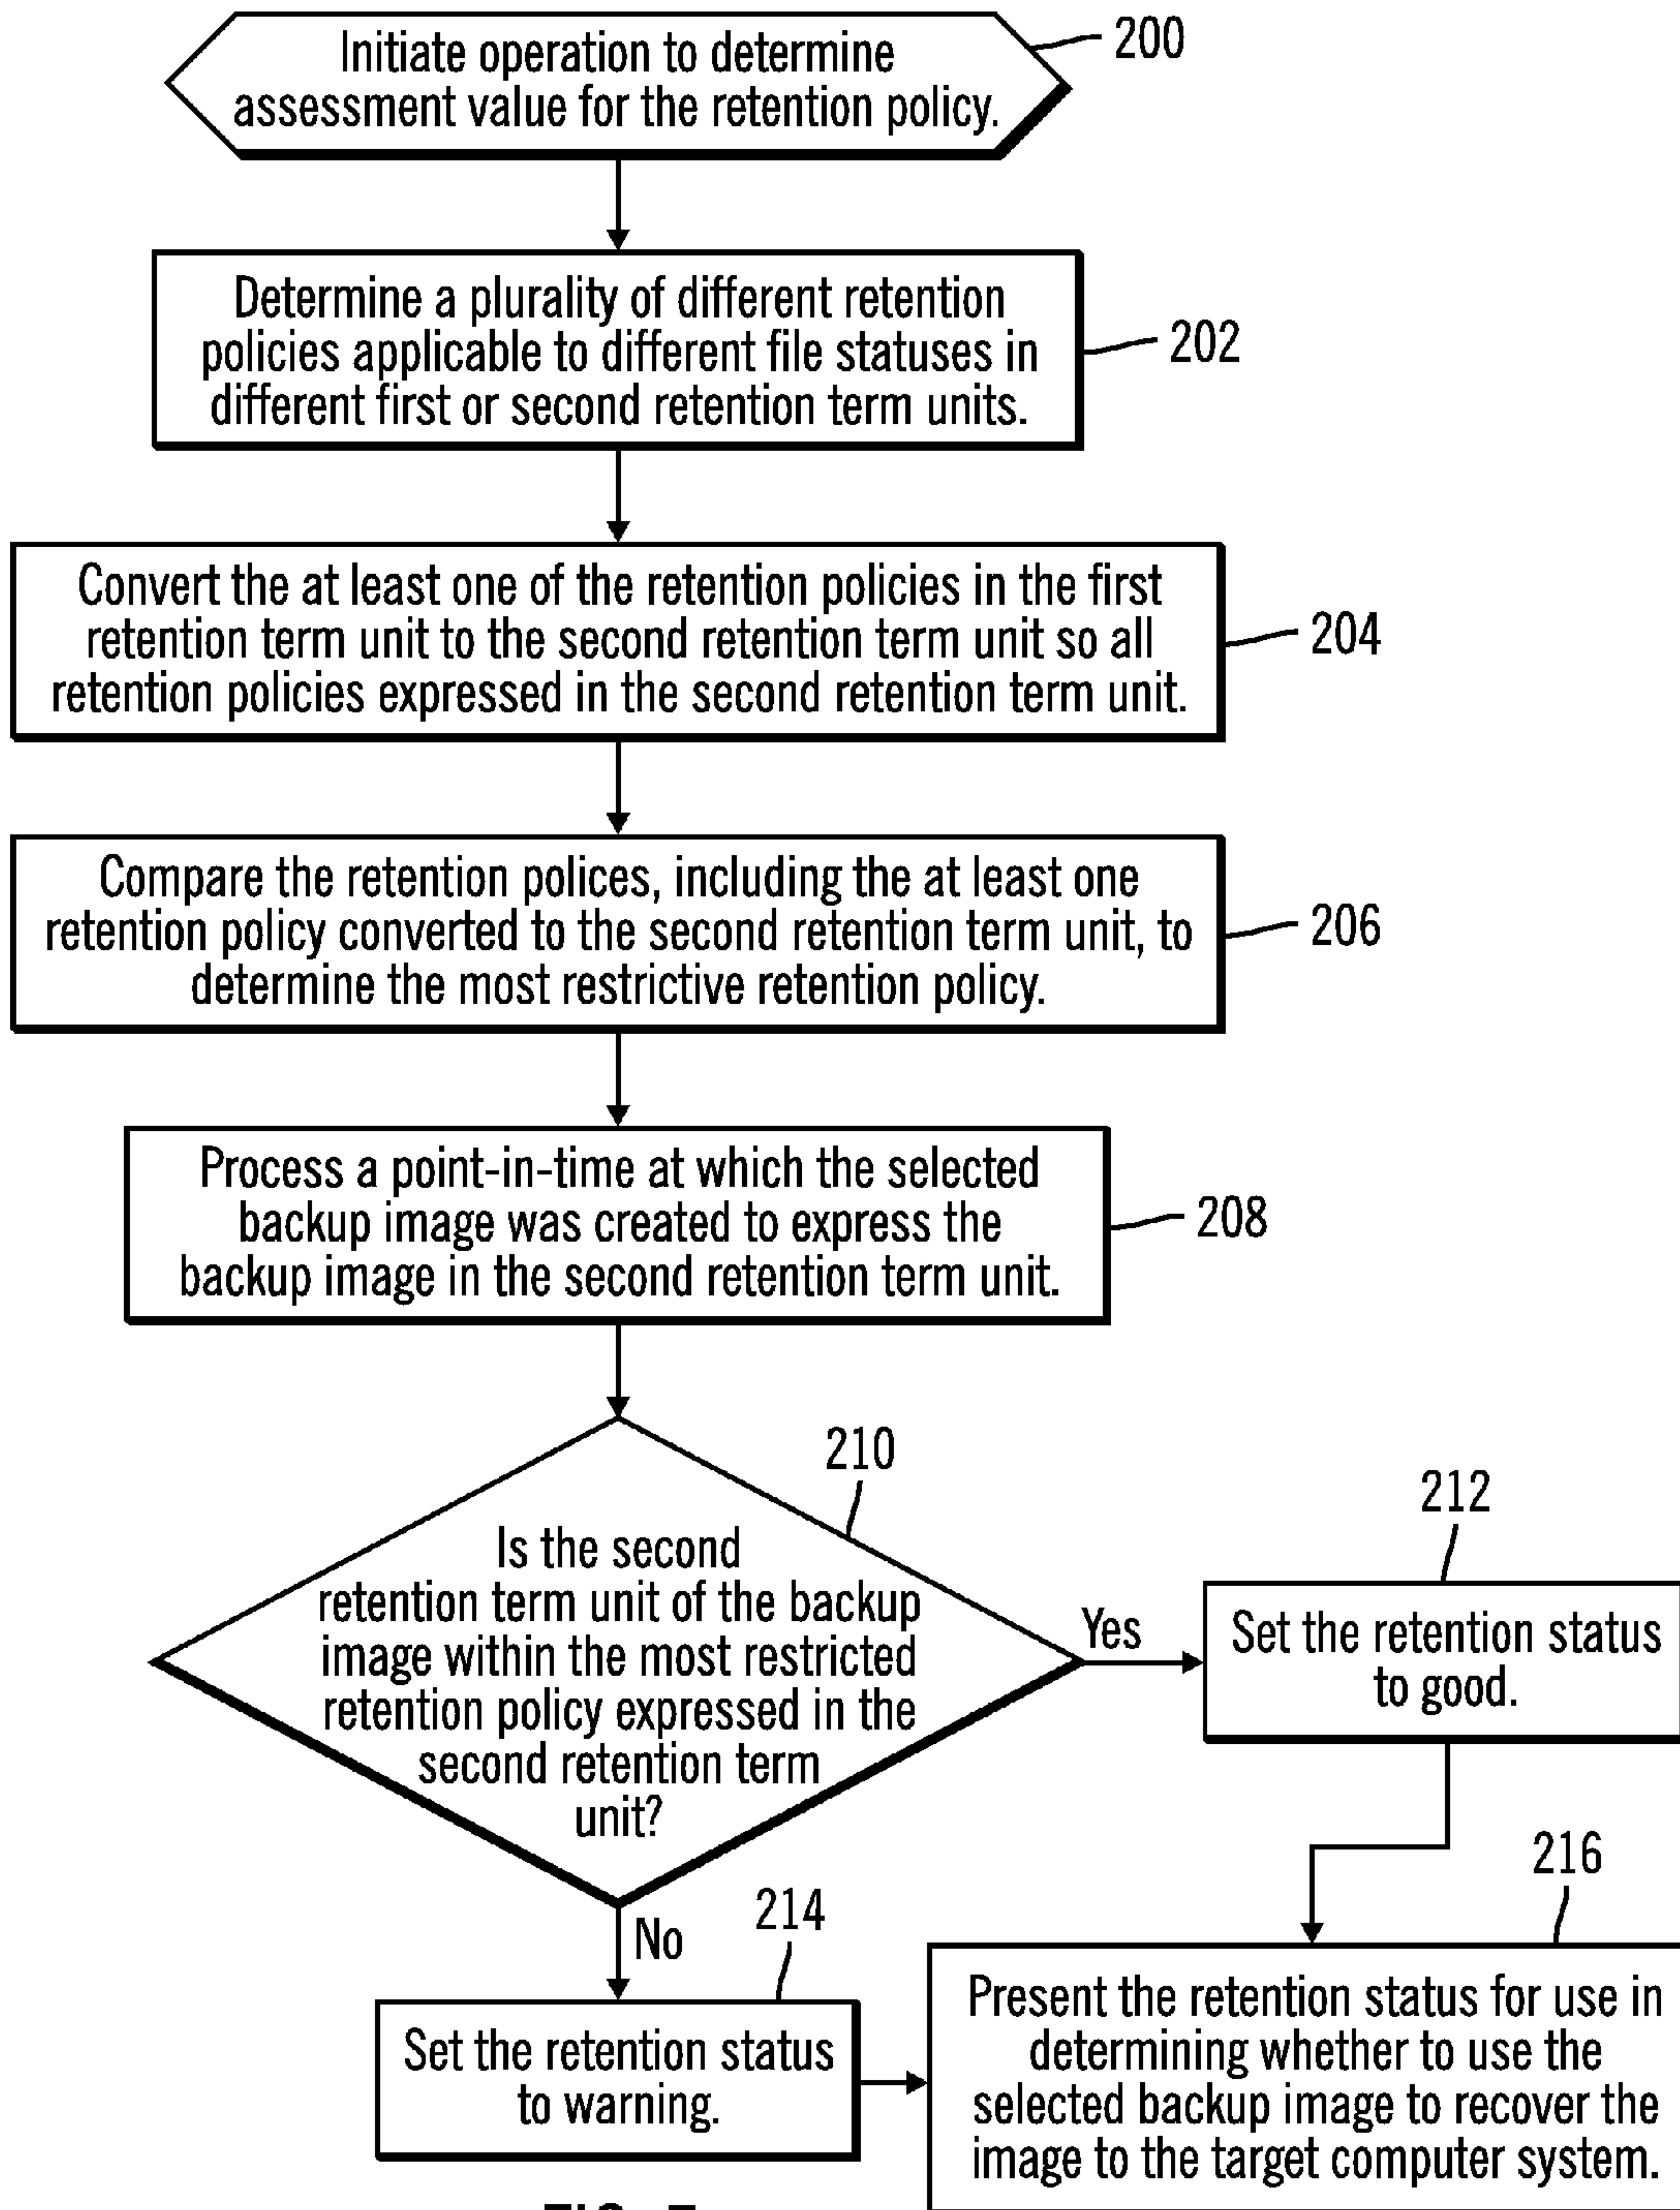 Initiate operation to determine
assessment value for the retention policy.
200
Determine a plurality of different retention
policies applicable to different file statuses in
different first or second retention term units.
202
Convert the at least one of the retention policies in the first
retention term unit to the second retention term unit so all
retention policies expressed in the second retention term unit.
204
Compare the retention polices, including the at least one
retention policy converted to the second retention term unit, to
determine the most restrictive retention policy.
206
Process a point-in-time at which the selected
backup image was created to express the
backup image in the second retention term unit.
208
210
Is the second
retention term unit of the backup
image within the most restricted
retention policy expressed in the
second retention term
unit?
Yes
212
Set the retention status
to good.
No
214
Set the retention status
to warning.
216
Present the retention status for use in
determining whether to use the
selected backup image to recover the
image to the target computer system.